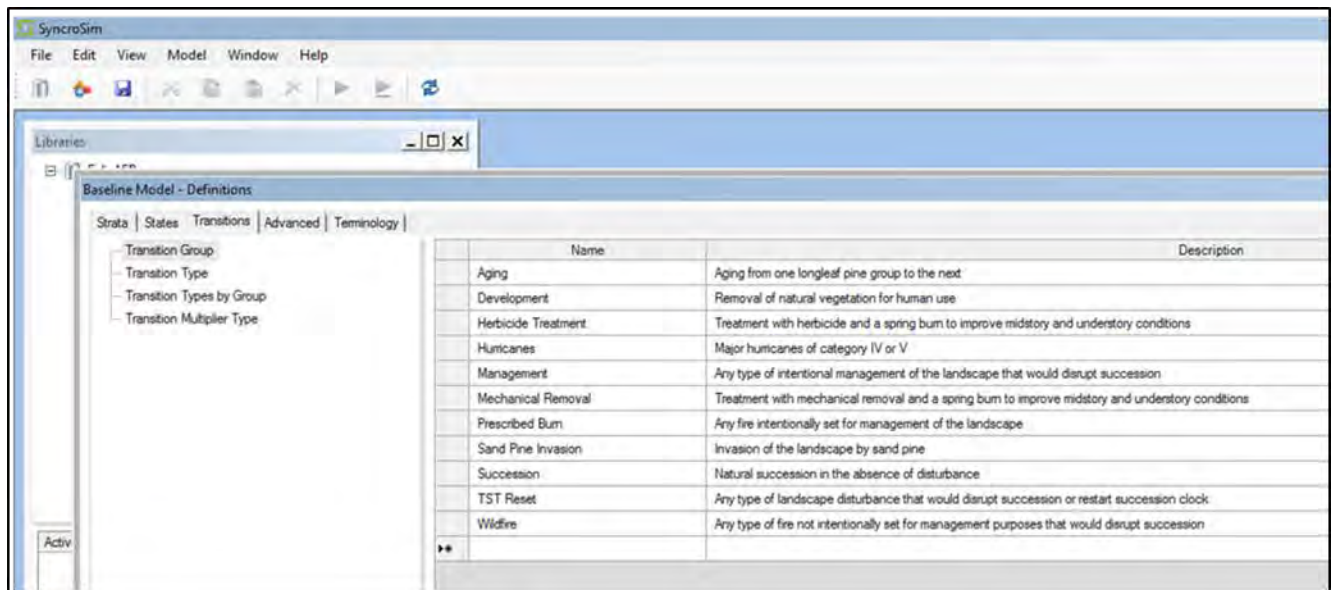 SyncroSim
File Edit View Model Window Help
Libraries
Baseline Model - Definitions
Strata | States Transitions | Advanced | Terminology |
Transition Group
Transition Type
Transition Types by Group
Transition Multiplier Type
Name Description
Aging Aging from one longleaf pine group to the next
Development Removal of natural vegetation for human use
Herbicide Treatment Treatment with herbicide and a spring burn to improve midstory and understory conditions
Hurricanes Major hurricanes of category IV or V
Management Any type of intentional management of the landscape that would disrupt succession
Mechanical Removal Treatment with mechanical removal and a spring burn to improve midstory and understory conditions
Prescribed Burn Any fire intentionally set for management of the landscape
Sand Pine Invasion Invasion of the landscape by sand pine
Succession Natural succession in the absence of disturbance
TST Reset Any type of landscape disturbance that would disrupt succession or restart succession clock
Wildfire Any type of fire not intentionally set for management purposes that would disrupt succession
Activ